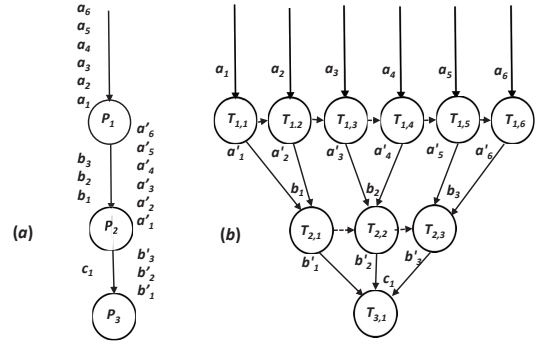 a6
a5
a4
a3
a2
a1
P1
b3
b2
b1
a'6
a'5
a'4
a'3
a'2
a'1
P2
c1
b'3
b'2
b'1
P3
(a)
a1 a2 a3 a4 a5 a6
T1,1 T1.2 T1,3 T1,4 T1,5 T1,6
a'1 a'2 a'3 a'4 a'5 a'6
b1 b2 b3
(b)
T2,1 T2,2 T2,3
b'1 b'2 b'3
c1
T3,1